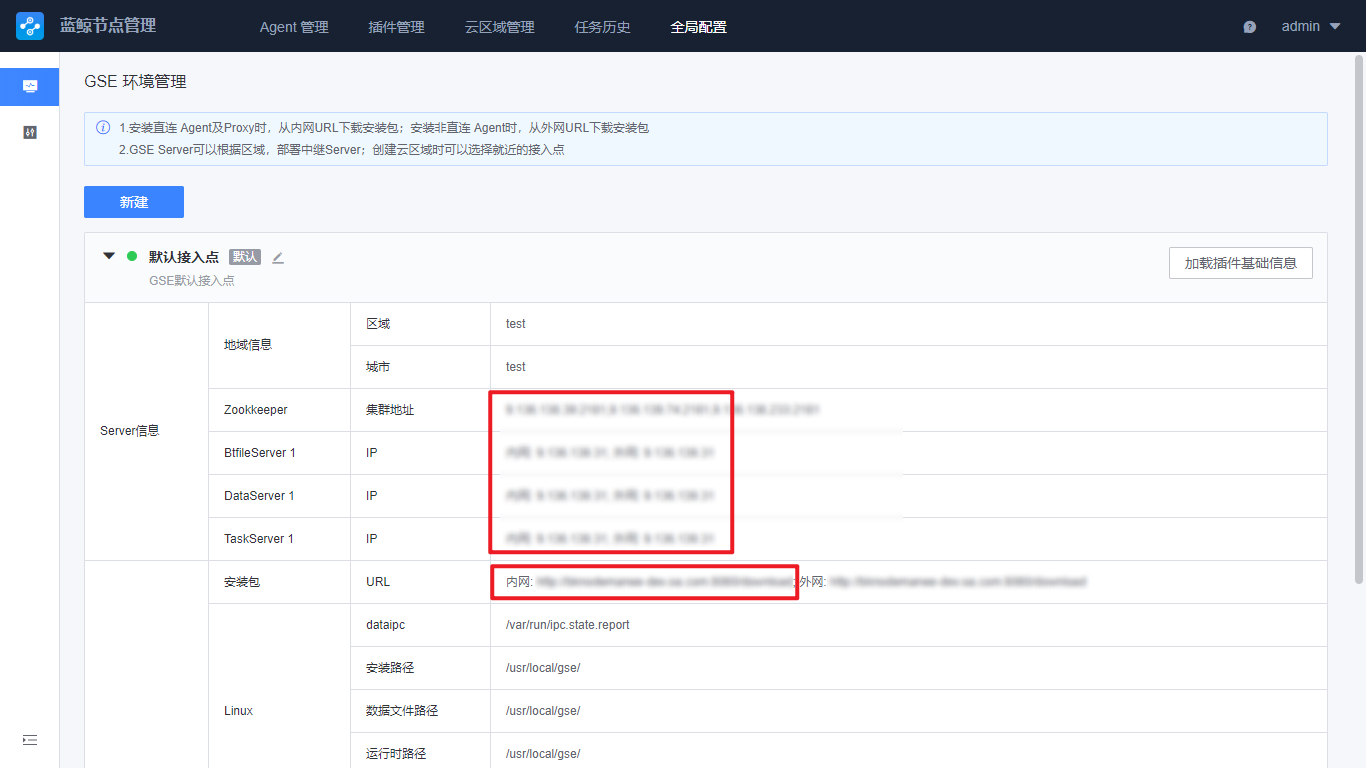 蓝鲸节点管理
Agent 管理
插件管理
云区域管理
任务历史
全局配置
admin
GSE 环境管理
1.安装直连 Agent及Proxy时，从内网URL下载安装包；安装非直连 Agent时，从外网URL下载安装包
2.GSE Server可以根据区域，部署中继Server；创建云区域时可以选择就近的接入点
新建
默认接入点 默认
GSE默认接入点
加载插件基础信息
Server信息
地域信息
区域 test
城市 test
Zookkeeper 集群地址
BtfileServer 1 IP
DataServer 1 IP
TaskServer 1 IP
安装包 URL 内网: 外网:
Linux
dataipc /var/run/ipc.state.report
安装路径 /usr/local/gse/
数据文件路径 /usr/local/gse/
运行时路径 /usr/local/gse/